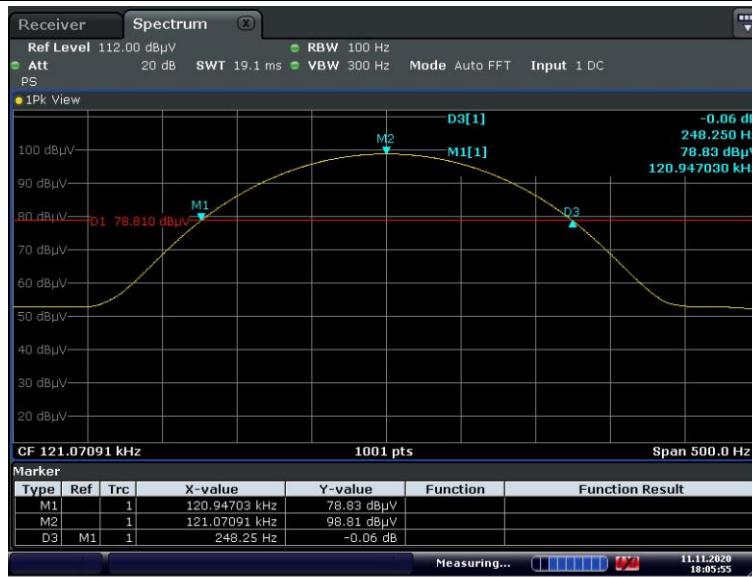 Receiver Spectrum
Ref Level 112.00 dBµV RBW 100 Hz
Att 20 dB SWT 19.1 ms VBW 300 Hz Mode Auto FFT Input 1 DC
PS
1Pk View
D3[1] -0.06 d
248.250 H
M2
100 dBµV M1[1] 78.83 dBµ
120.947030 kH
90 dBµV
M1 D3
80 dBµV D1 78.810 dBµV
70 dBµV
60 dBµV
50 dBµV
40 dBµV
30 dBµV
20 dBµV
CF 121.07091 kHz 1001 pts Span 500.0 Hz
Marker
Type Ref Trc X-value Y-value Function Function Result
M1 1 120.94703 kHz 78.83 dBµV
M2 1 121.07091 kHz 98.81 dBµV
D3 M1 1 248.25 Hz -0.06 dB
Measuring... 11.11.2020
18:05:55